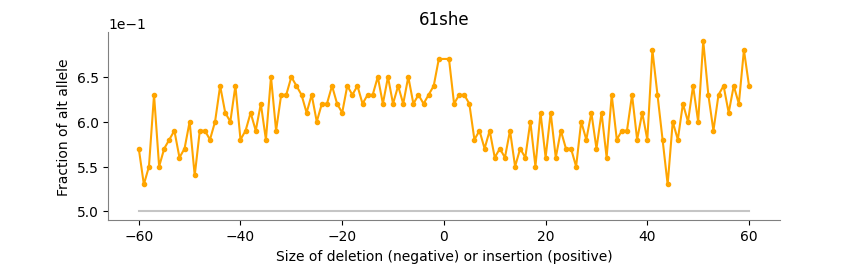 61she
1e−1
6.5
6.0
5.5
5.0
Fraction of alt allele
−60 −40 −20 0 20 40 60
Size of deletion (negative) or insertion (positive)